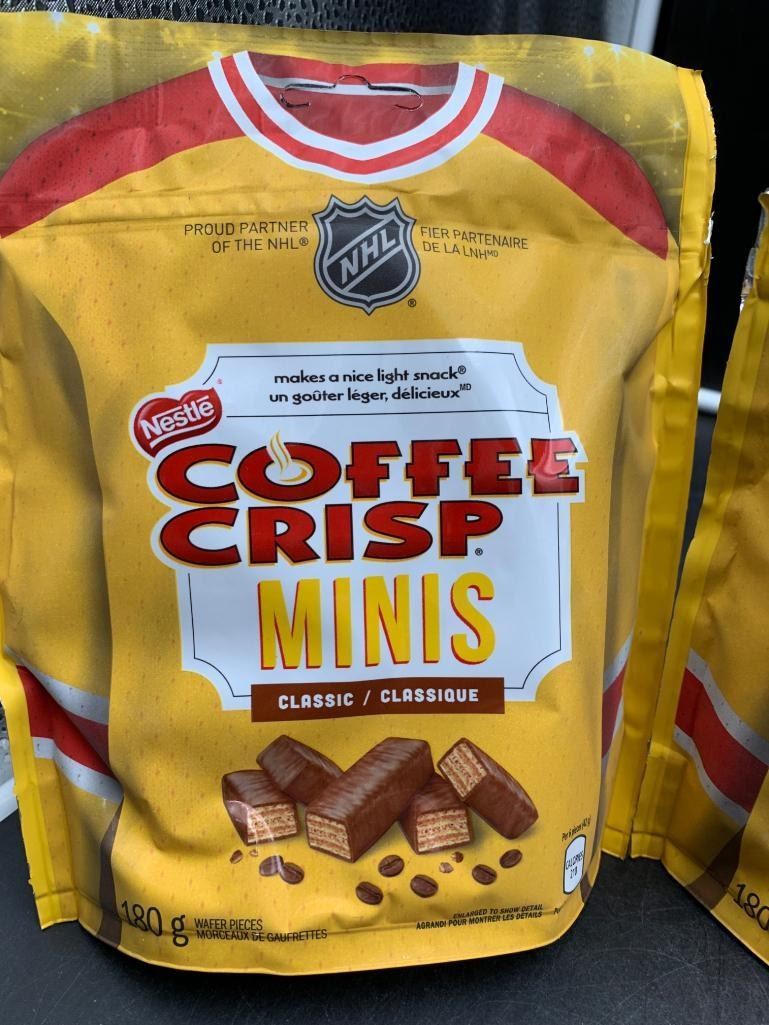 PROUD PARTNER
OF THE NHL®
NHL
®
FIER PARTENAIRE
DE LA LNHMD
makes a nice light snack®
un goûter léger, délicieuxMD
Nestlé
COFFEE
CRISP®
MINIS
CLASSIC / CLASSIQUE
CALORIES
180 g
WAFER PIECES
MORCEAUX DE GAUFRETTES
ENLARGED TO SHOW DETAIL
AGRANDI POUR MONTRER LES DÉTAILS
180